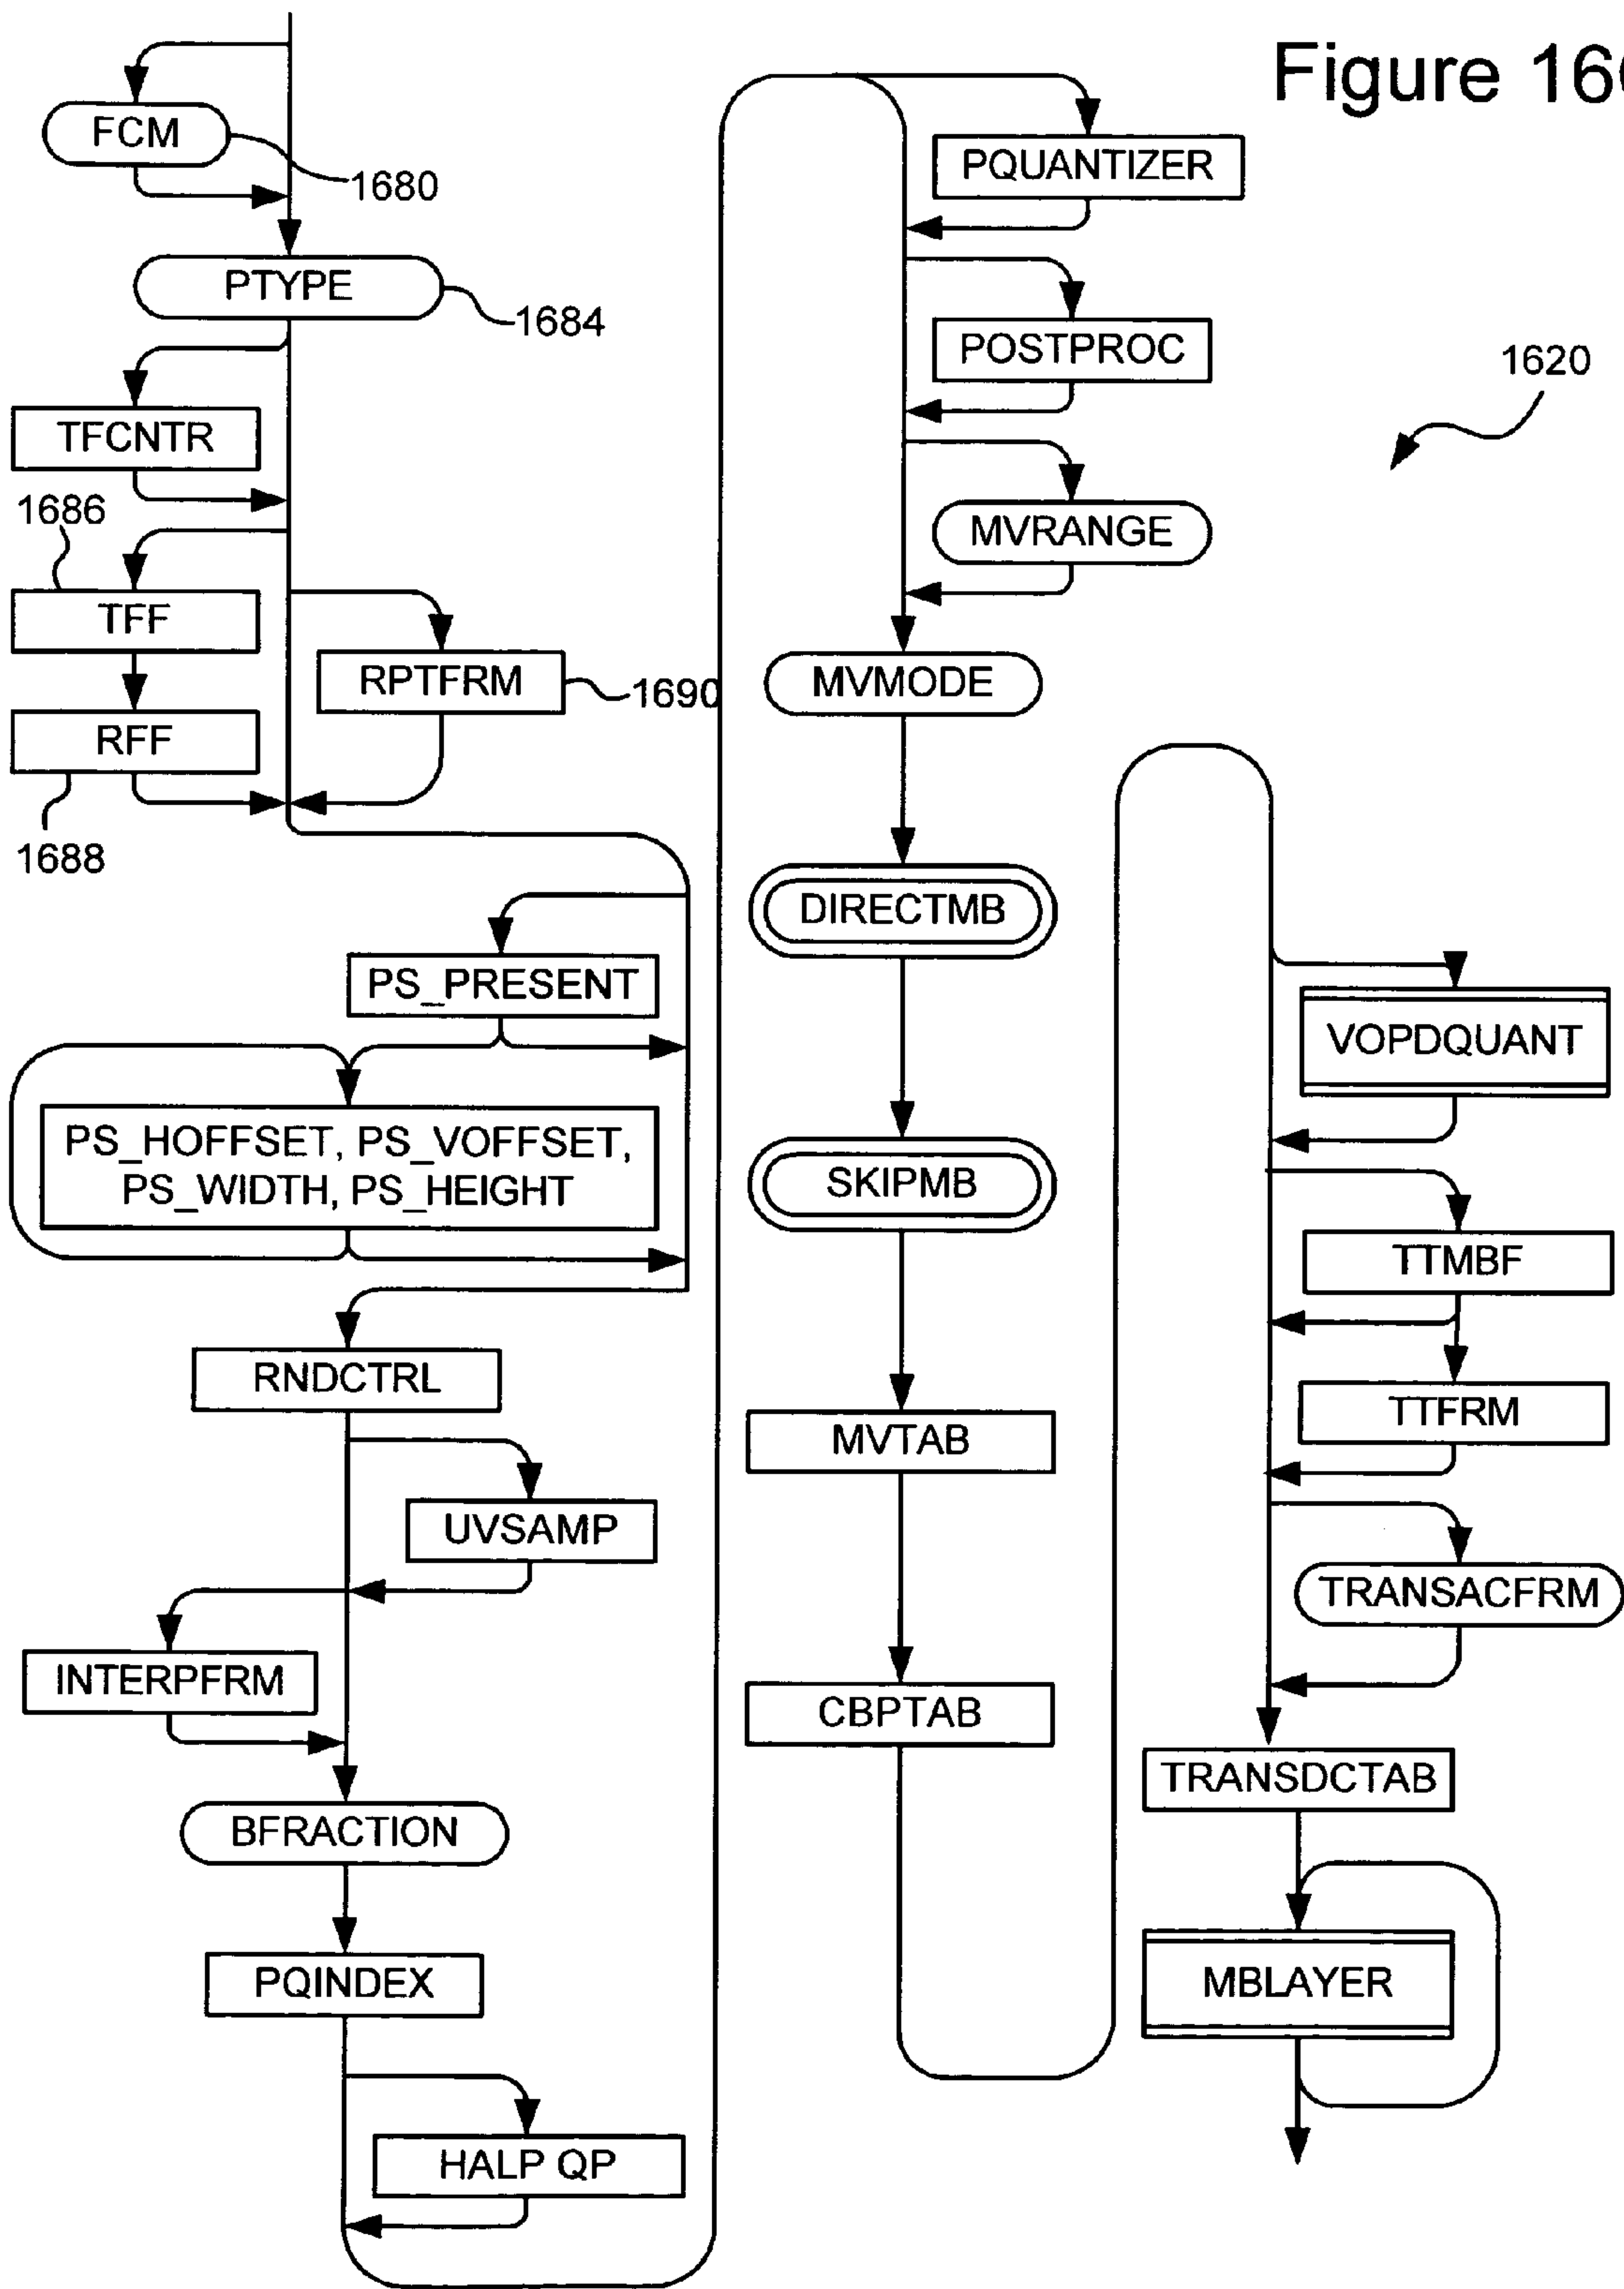 Figure 16
FCM
1680
PTYPE
1684
TFCNTR
1686
TFF
RPTFRM
1690
RFF
1688
PS_PRESENT
PS_HOFFSET, PS_VOFFSET,
PS_WIDTH, PS_HEIGHT
RNDCTRL
UVSAMP
INTERPFRM
BFRACTION
PQINDEX
HALP QP
PQUANTIZER
POSTPROC
1620
MVRANGE
MVMODE
DIRECTMB
SKIPMB
MVTAB
CBPTAB
VOPDQUANT
TTMBF
TTFRM
TRANSACFRM
TRANSDCTAB
MBLAYER